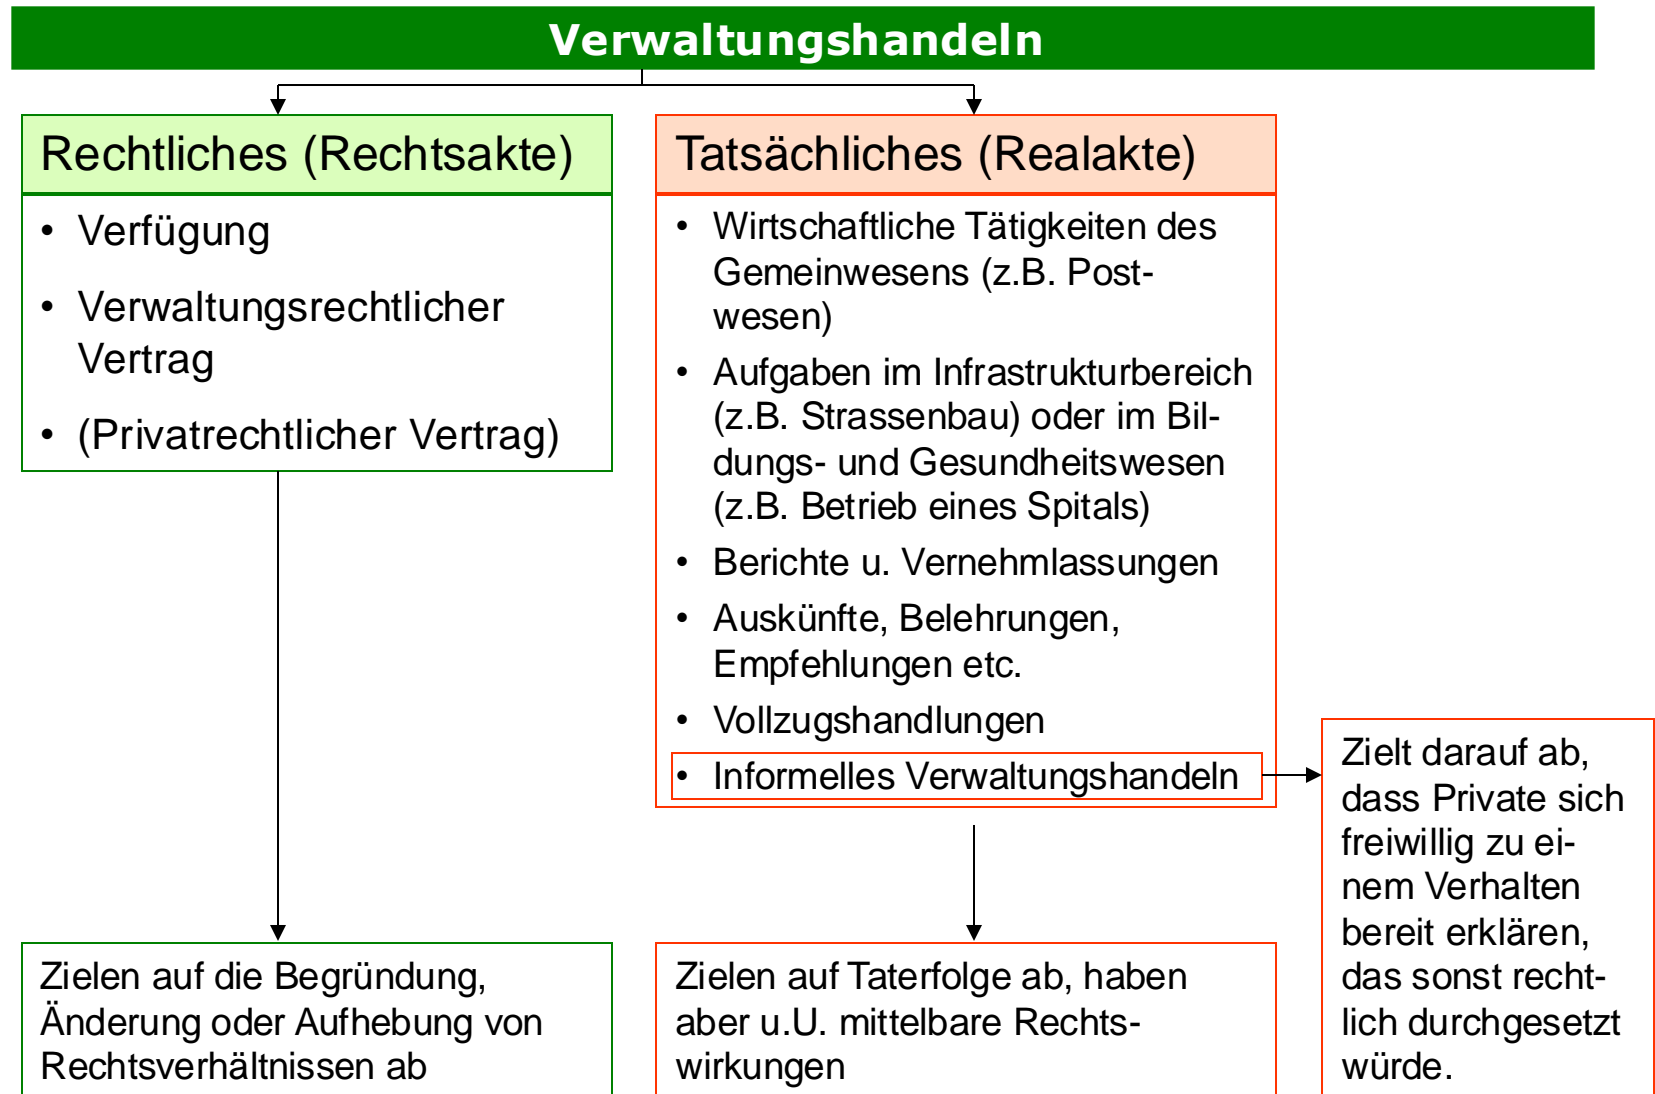 Verwaltungshandeln
Rechtliches (Rechtsakte)
• Verfügung
• Verwaltungsrechtlicher
Vertrag
• (Privatrechtlicher Vertrag)
Zielen auf die Begründung,
Änderung oder Aufhebung von
Rechtsverhältnissen ab
Tatsächliches (Realakte)
• Wirtschaftliche Tätigkeiten des
Gemeinwesens (z.B. Post-
wesen)
• Aufgaben im Infrastrukturbereich
(z.B. Strassenbau) oder im Bil-
dungs- und Gesundheitswesen
(z.B. Betrieb eines Spitals)
• Berichte u. Vernehmlassungen
• Auskünfte, Belehrungen,
Empfehlungen etc.
• Vollzugshandlungen
• Informelles Verwaltungshandeln
Zielen auf Taterfolge ab, haben
aber u.U. mittelbare Rechts-
wirkungen
Zielt darauf ab,
dass Private sich
freiwillig zu ei-
nem Verhalten
bereit erklären,
das sonst recht-
lich durchgesetzt
würde.